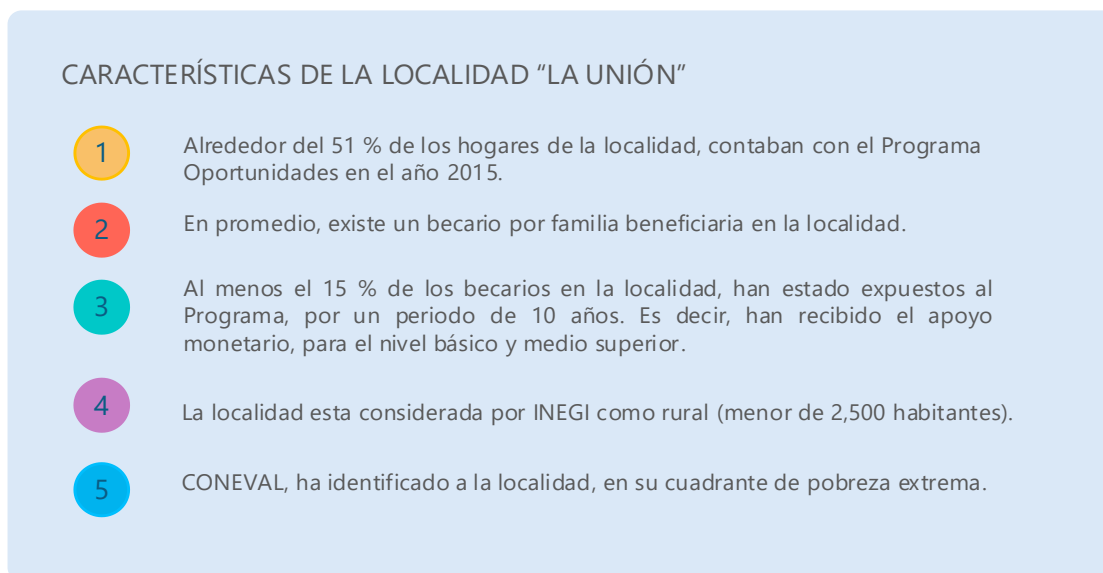 CARACTERÍSTICAS DE LA LOCALIDAD “LA UNIÓN”
1
Alrededor del 51 % de los hogares de la localidad, contaban con el Programa
Oportunidades en el año 2015.
2
En promedio, existe un becario por familia beneficiaria en la localidad.
3
Al menos el 15 % de los becarios en la localidad, han estado expuestos al
Programa, por un periodo de 10 años. Es decir, han recibido el apoyo
monetario, para el nivel básico y medio superior.
4
La localidad esta considerada por INEGI como rural (menor de 2,500 habitantes).
5
CONEVAL, ha identificado a la localidad, en su cuadrante de pobreza extrema.